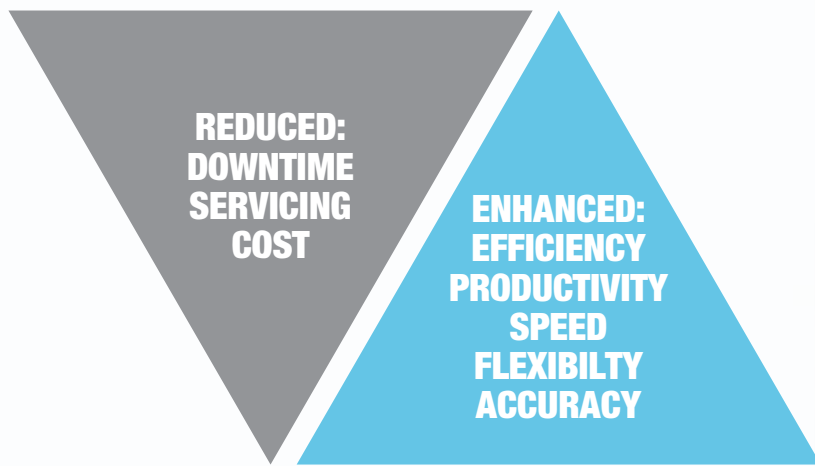 REDUCED:
DOWNTIME
SERVICING
COST
ENHANCED:
EFFICIENCY
PRODUCTIVITY
SPEED
FLEXIBILTY
ACCURACY